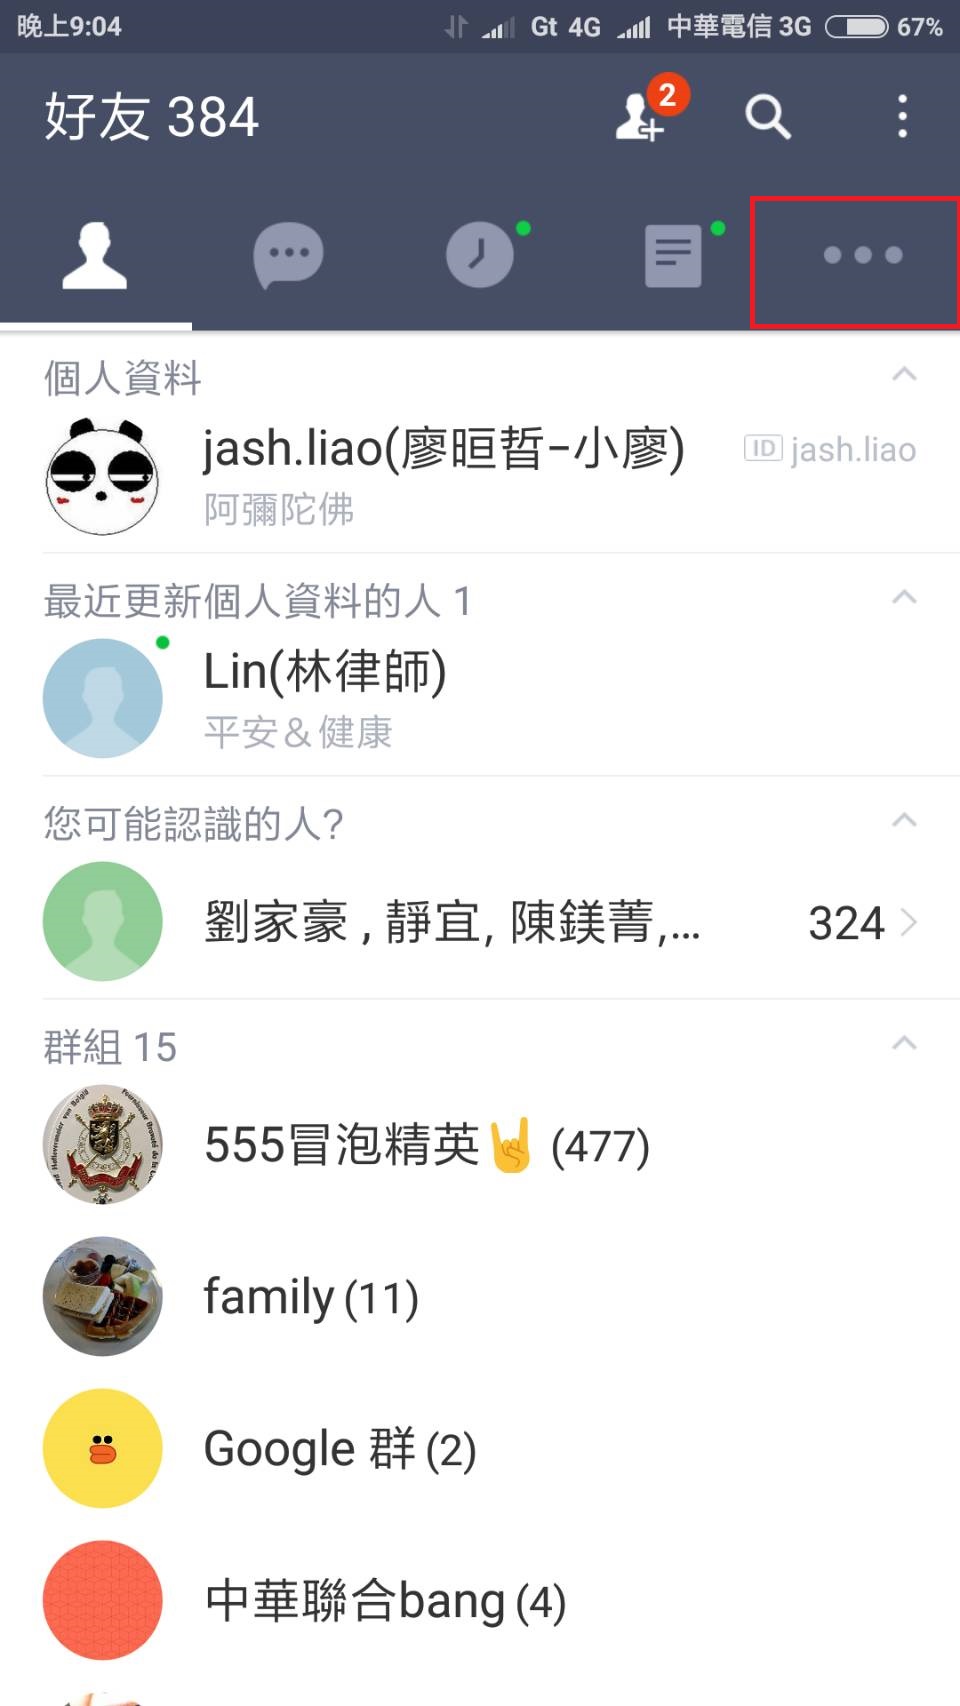 晚上9:04 Gt 4G 中華電信 3G 67%
好友 384
2
個人資料
jash.liao(廖晅哲-小廖) ID jash.liao
阿彌陀佛
最近更新個人資料的人 1
Lin(林律師)
平安＆健康
您可能認識的人?
劉家豪 , 靜宜, 陳鎂菁,... 324
群組 15
555冒泡精英🤘 (477)
family (11)
Google 群 (2)
中華聯合bang (4)